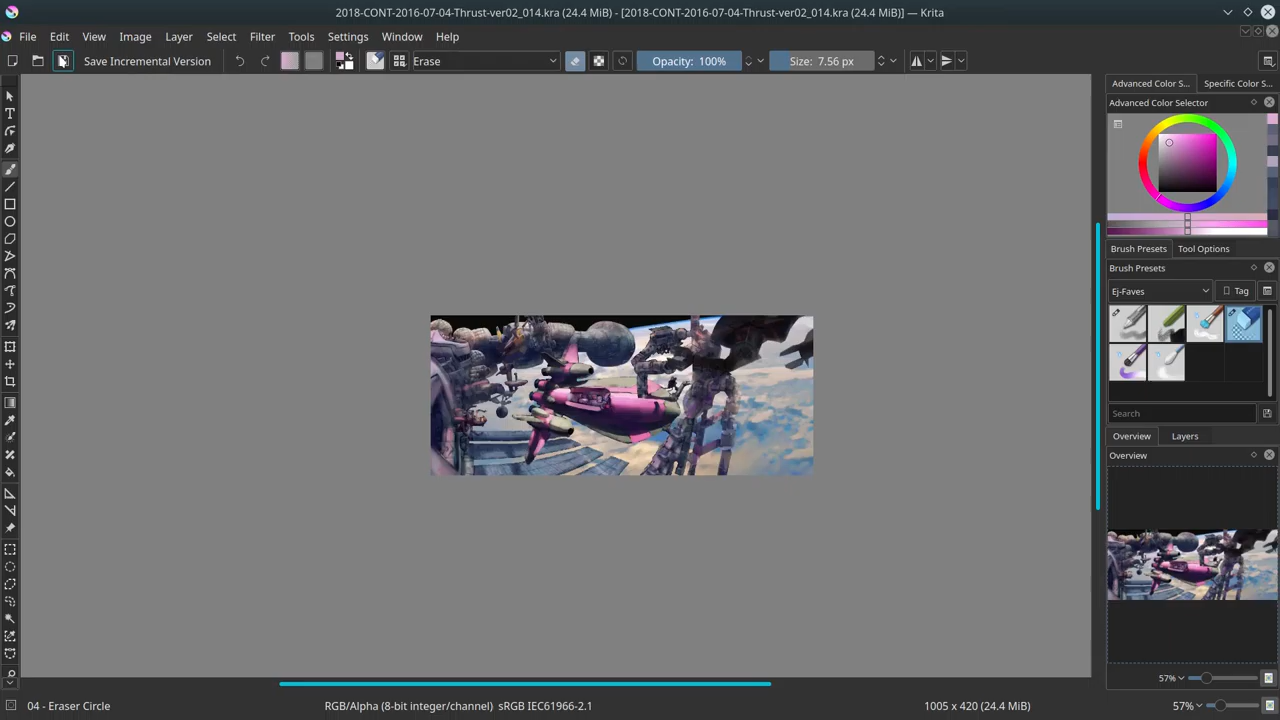 2018-CONT-2016-07-04-Thrust-ver02_014.kra (24.4 MiB) - [2018-CONT-2016-07-04-Thrust-ver02_014.kra (24.4 MiB)] — Krita
File Edit View Image Layer Select Filter Tools Settings Window Help
Save Incremental Version Erase Opacity: 100% Size: 7.56 px
Advanced Color S... Specific Color S...
Advanced Color Selector
Brush Presets Tool Options
Brush Presets
Ej-Faves Tag
Search
Overview Layers
Overview
57%
04 - Eraser Circle RGB/Alpha (8-bit integer/channel) sRGB IEC61966-2.1 1005 x 420 (24.4 MiB) 57%